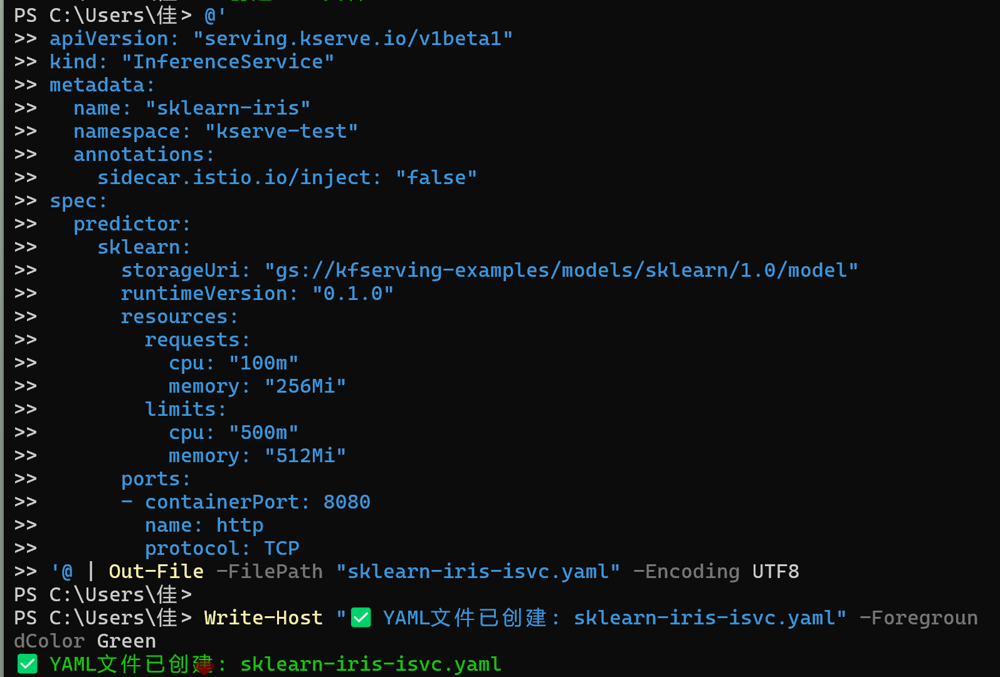 PS C:\Users\佳> @'
>> apiVersion: "serving.kserve.io/v1beta1"
>> kind: "InferenceService"
>> metadata:
>>   name: "sklearn-iris"
>>   namespace: "kserve-test"
>>   annotations:
>>     sidecar.istio.io/inject: "false"
>> spec:
>>   predictor:
>>     sklearn:
>>       storageUri: "gs://kfserving-examples/models/sklearn/1.0/model"
>>       runtimeVersion: "0.1.0"
>>       resources:
>>         requests:
>>           cpu: "100m"
>>           memory: "256Mi"
>>         limits:
>>           cpu: "500m"
>>           memory: "512Mi"
>>       ports:
>>       - containerPort: 8080
>>         name: http
>>         protocol: TCP
>> '@ | Out-File -FilePath "sklearn-iris-isvc.yaml" -Encoding UTF8
PS C:\Users\佳>
PS C:\Users\佳> Write-Host "✅ YAML文件已创建: sklearn-iris-isvc.yaml" -Foregroun
dColor Green
✅ YAML文件已创建: sklearn-iris-isvc.yaml